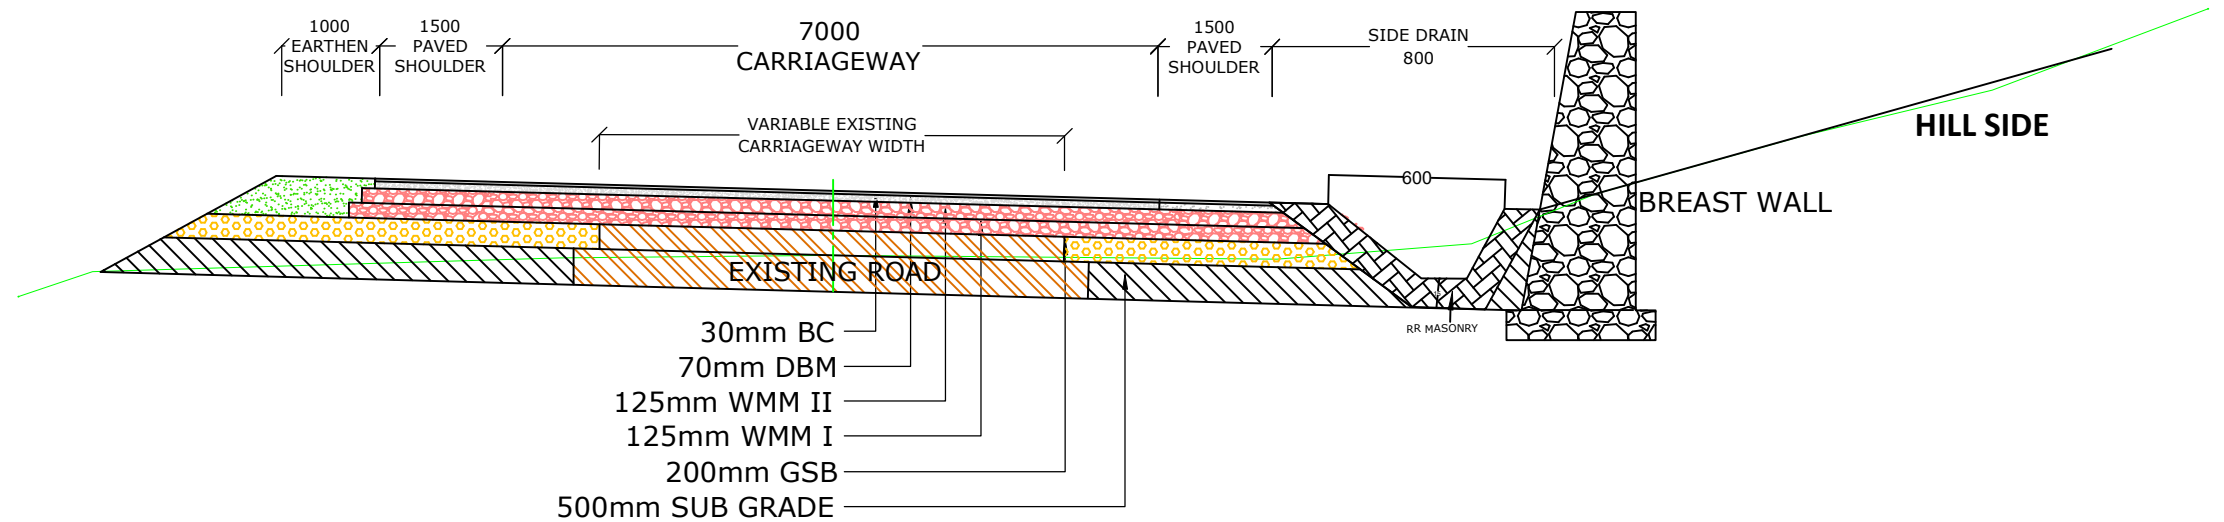 1000
EARTHEN
SHOULDER
1500
PAVED
SHOULDER
7000
CARRIAGEWAY
1500
PAVED
SHOULDER
SIDE DRAIN
800
VARIABLE EXISTING
CARRIAGEWAY WIDTH
HILL SIDE
600
BREAST WALL
EXISTING ROAD
RR MASONRY
30mm BC
70mm DBM
125mm WMM II
125mm WMM I
200mm GSB
500mm SUB GRADE